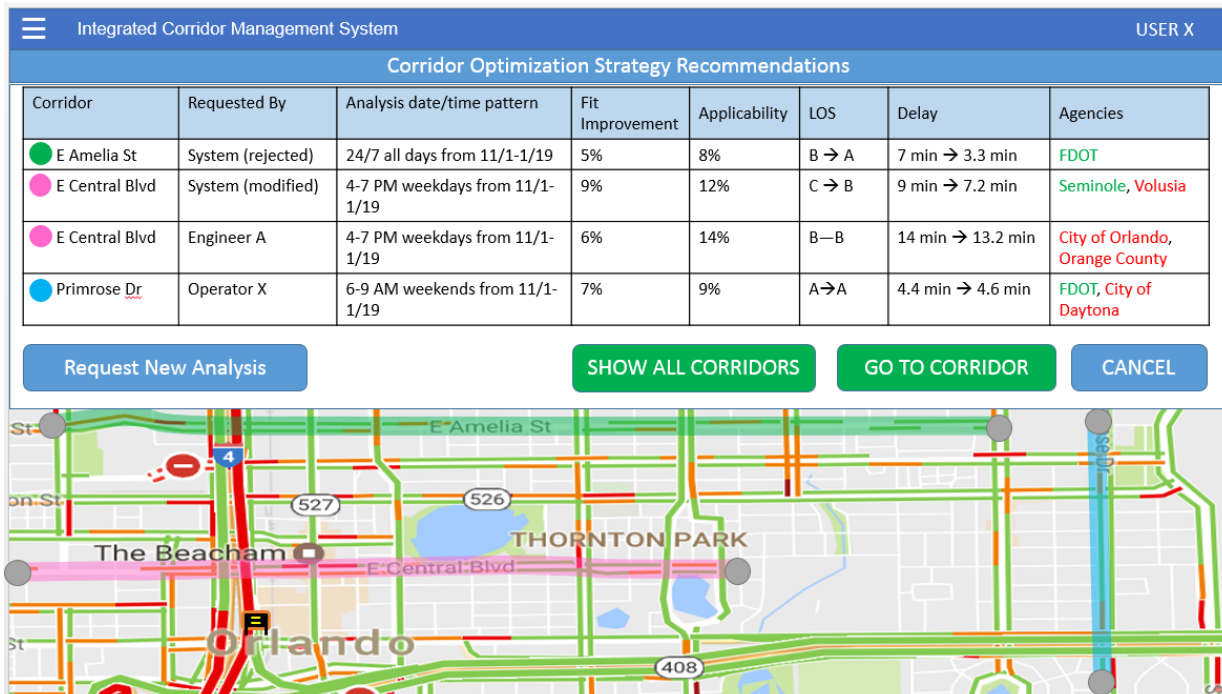 Integrated Corridor Management System
USER X
Corridor Optimization Strategy Recommendations
Corridor
Requested By
Analysis date/time pattern
Fit
Improvement
Applicability
LOS
Delay
Agencies
E Amelia St
System (rejected)
24/7 all days from 11/1-1/19
5%
8%
B → A
7 min → 3.3 min
FDOT
E Central Blvd
System (modified)
4-7 PM weekdays from 11/1-
1/19
9%
12%
C → B
9 min → 7.2 min
Seminole, Volusia
E Central Blvd
Engineer A
4-7 PM weekdays from 11/1-
1/19
6%
14%
B—B
14 min → 13.2 min
City of Orlando,
Orange County
Primrose Dr
Operator X
6-9 AM weekends from 11/1-
1/19
7%
9%
A→A
4.4 min → 4.6 min
FDOT, City of
Daytona
Request New Analysis
SHOW ALL CORRIDORS
GO TO CORRIDOR
CANCEL
St
E Amelia St
4
on St
527
526
se Dr
The Beacham
THORNTON PARK
E Central Blvd
St
Orlando
408